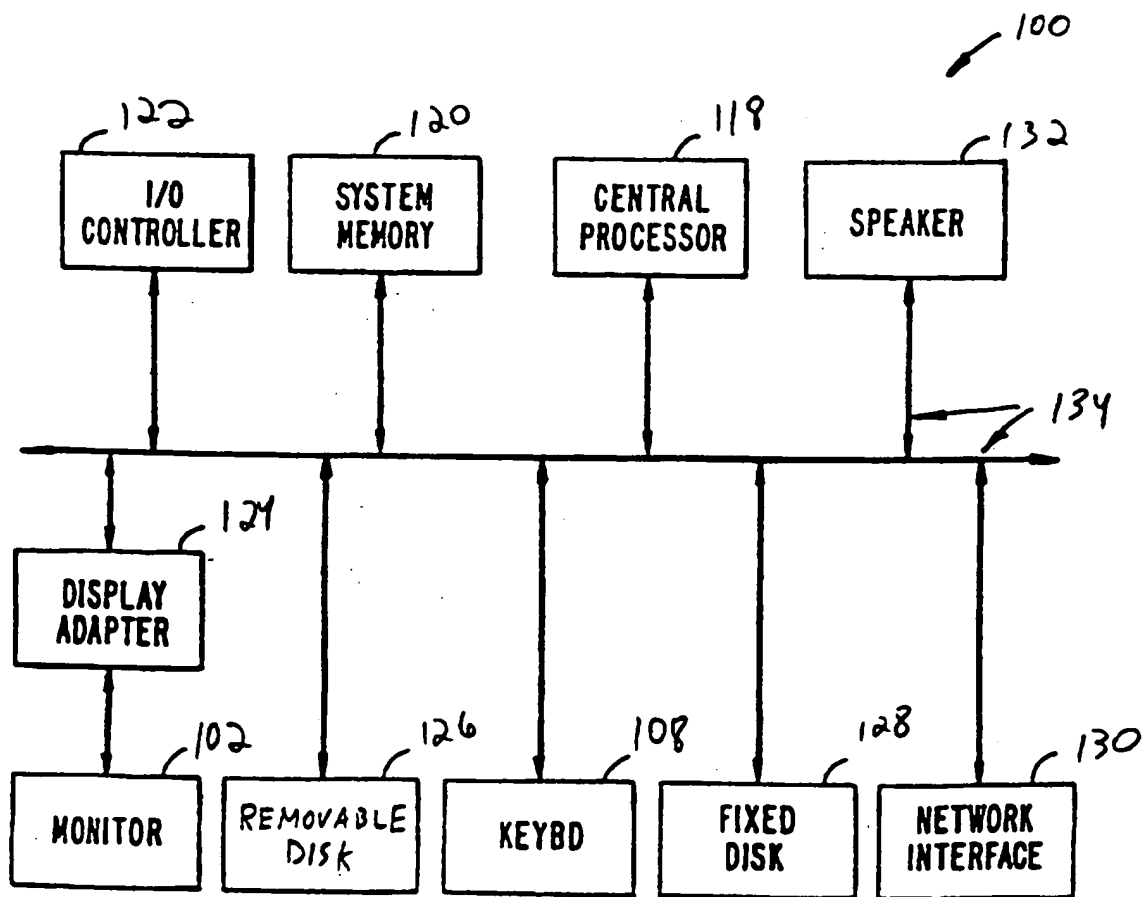 100
122
120
118
132
I/O
CONTROLLER
SYSTEM
MEMORY
CENTRAL
PROCESSOR
SPEAKER
134
124
DISPLAY
ADAPTER
102
126
108
128
130
MONITOR
REMOVABLE
DISK
KEYBD
FIXED
DISK
NETWORK
INTERFACE